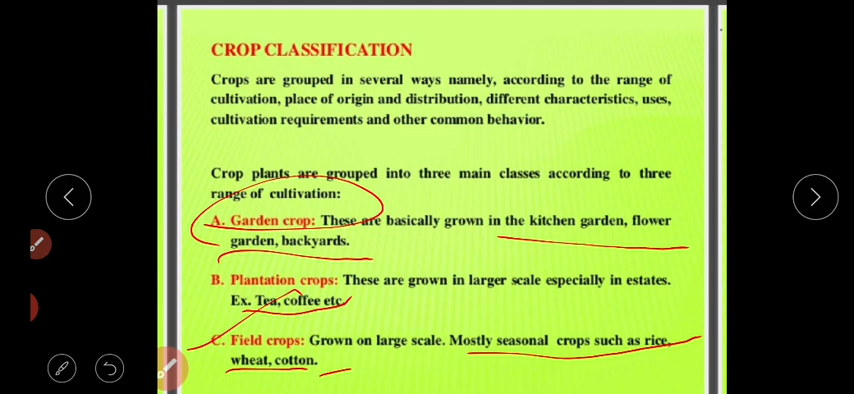 CROP CLASSIFICATION
Crops are grouped in several ways namely, according to the range of
cultivation, place of origin and distribution, different characteristics, uses,
cultivation requirements and other common behavior.
Crop plants are grouped into three main classes according to three
range of cultivation:
A. Garden crop: These are basically grown in the kitchen garden, flower
garden, backyards.
B. Plantation crops: These are grown in larger scale especially in estates.
Ex. Tea, coffee etc.
C. Field crops: Grown on large scale. Mostly seasonal crops such as rice,
wheat, cotton.